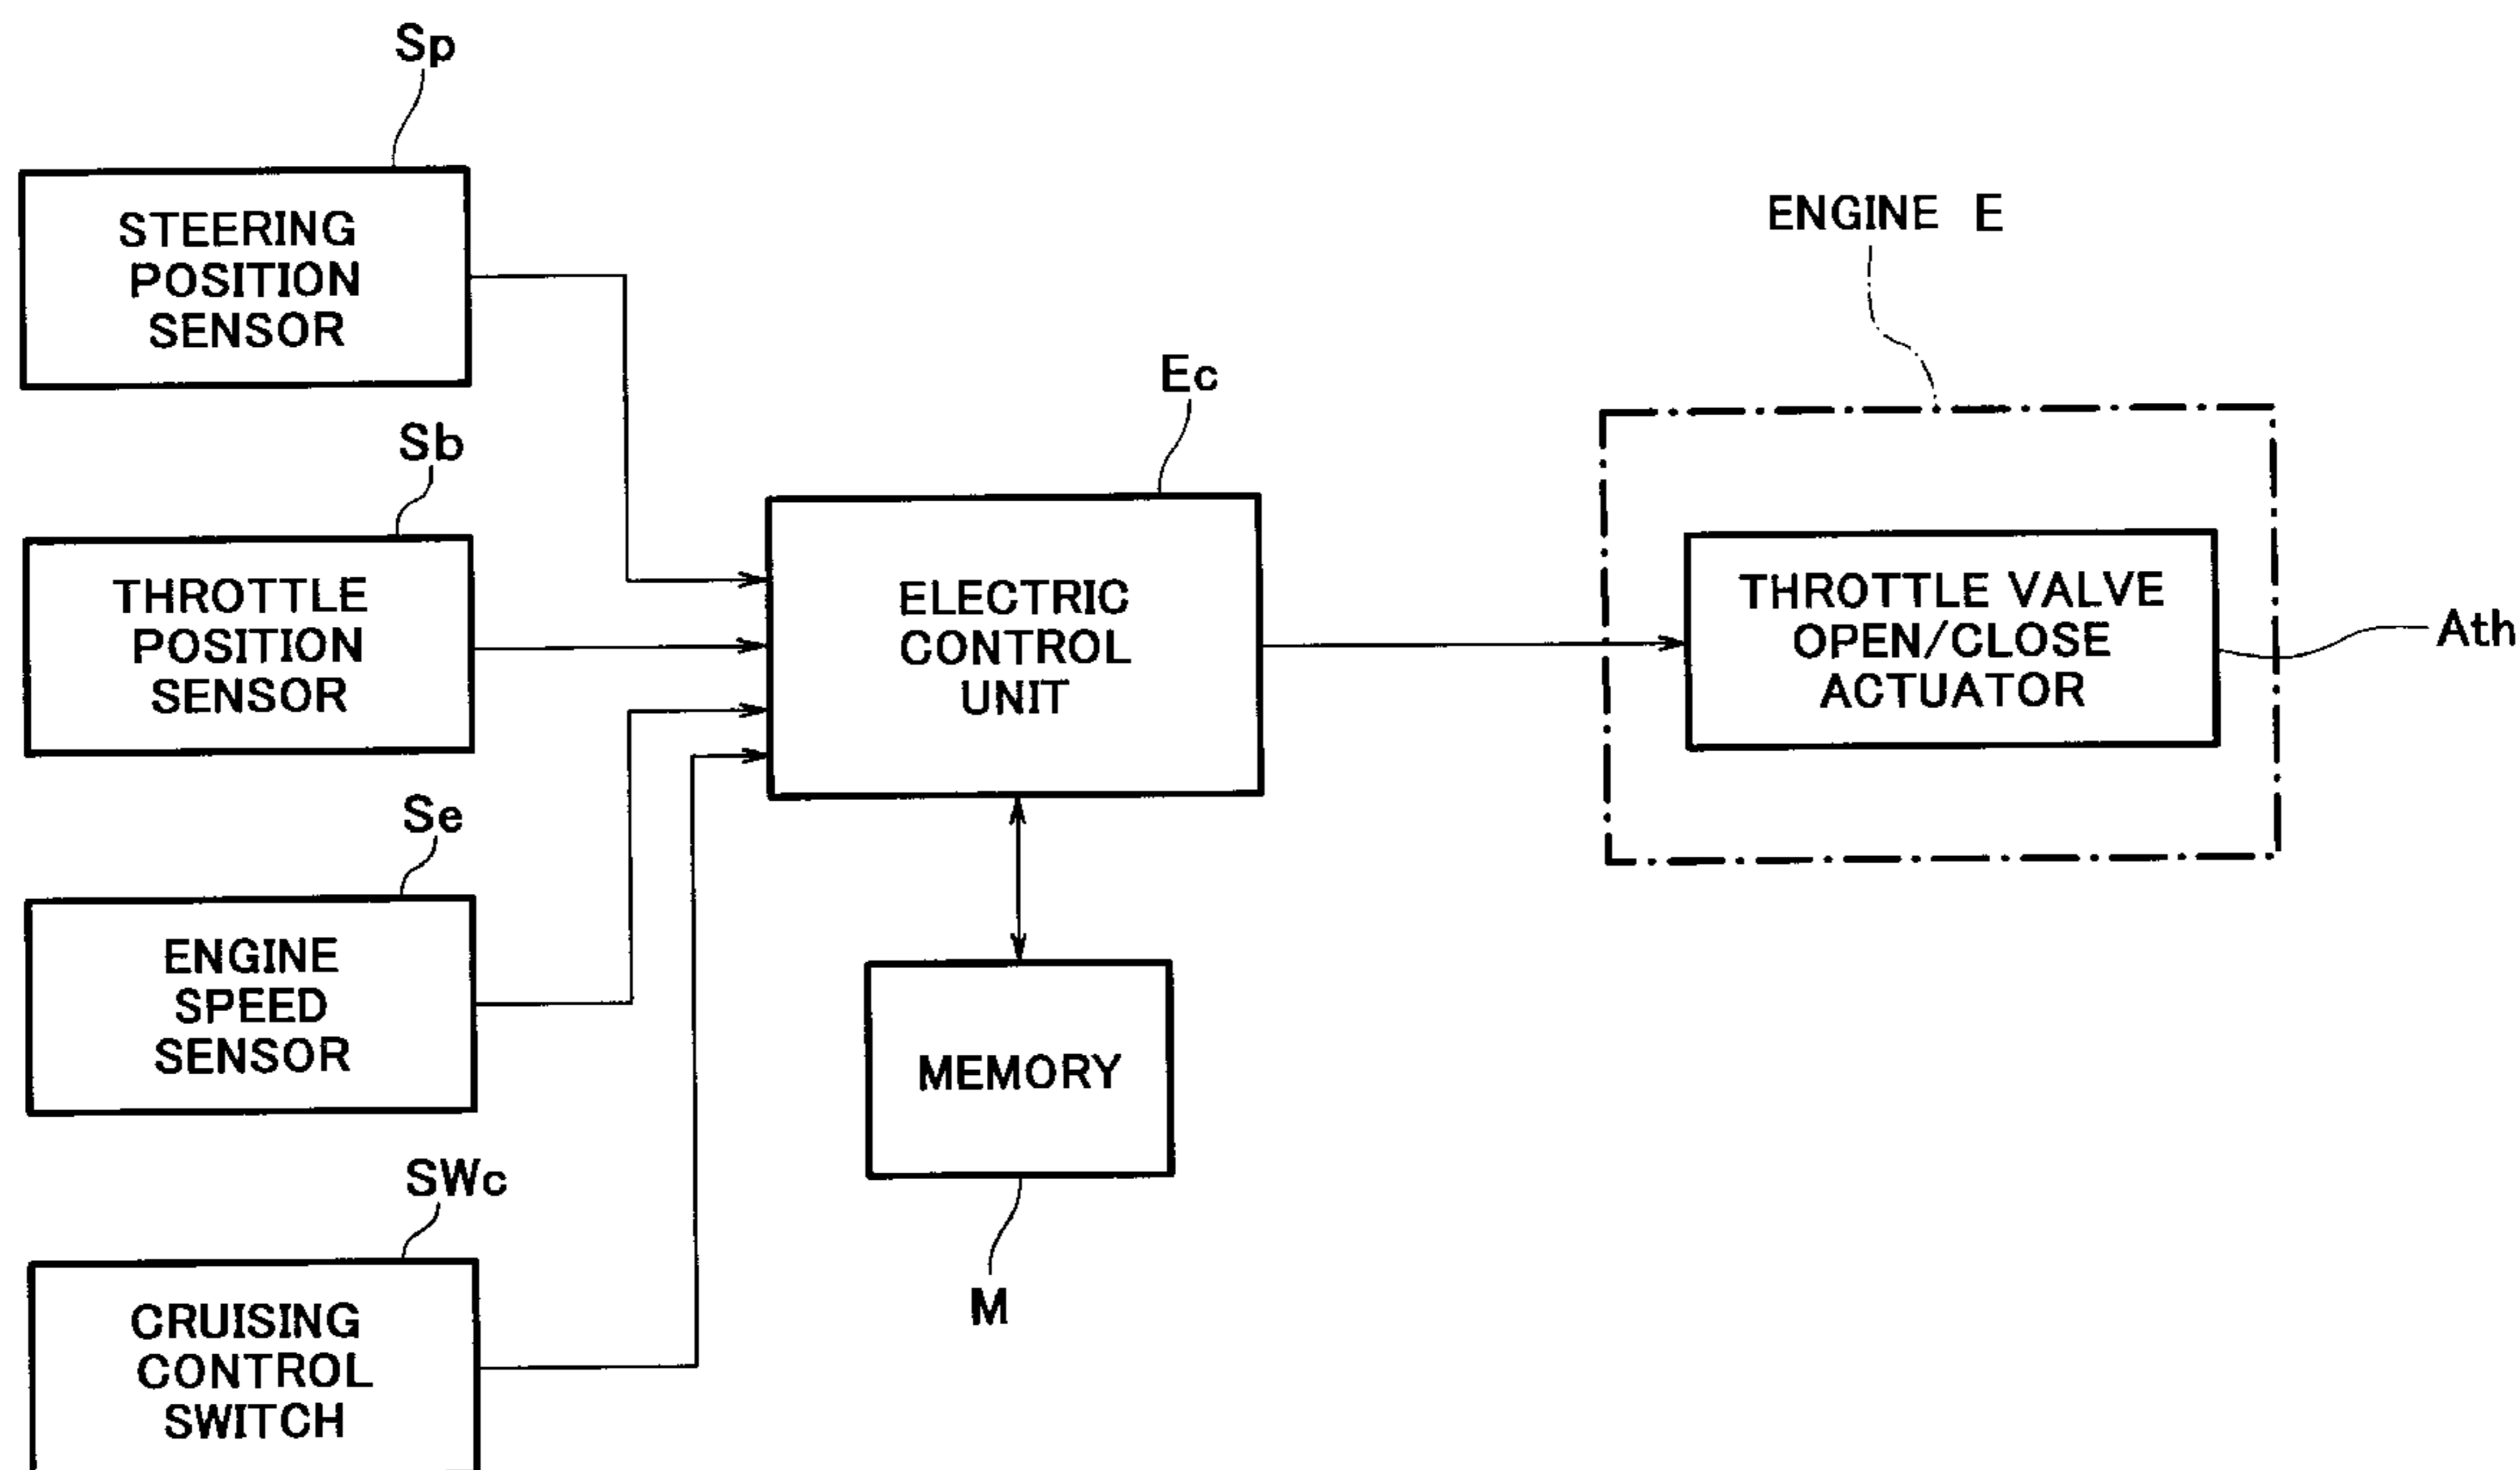 Sp
STEERING
POSITION
SENSOR
Sb
THROTTLE
POSITION
SENSOR
Se
ENGINE
SPEED
SENSOR
SWc
CRUISING
CONTROL
SWITCH
Ec
ELECTRIC
CONTROL
UNIT
MEMORY
M
ENGINE E
THROTTLE VALVE
OPEN/CLOSE
ACTUATOR
Ath